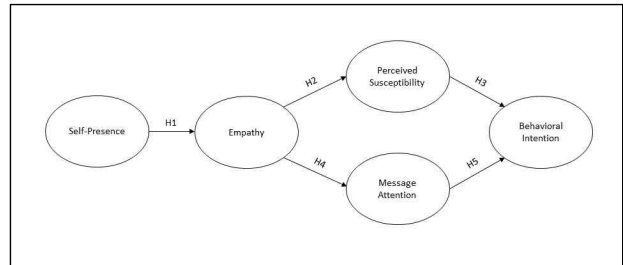 Self-Presence
H1
Empathy
H2
Perceived
Susceptibility
H3
H4
Message
Attention
H5
Behavioral
Intention